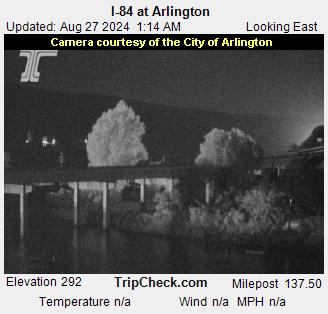 I-84 at Arlington
Updated: Aug 27 2024 1:14 AM Looking East
Camera courtesy of the City of Arlington
Elevation 292 TripCheck.com Milepost 137.50
Temperature n/a Wind n/a MPH n/a